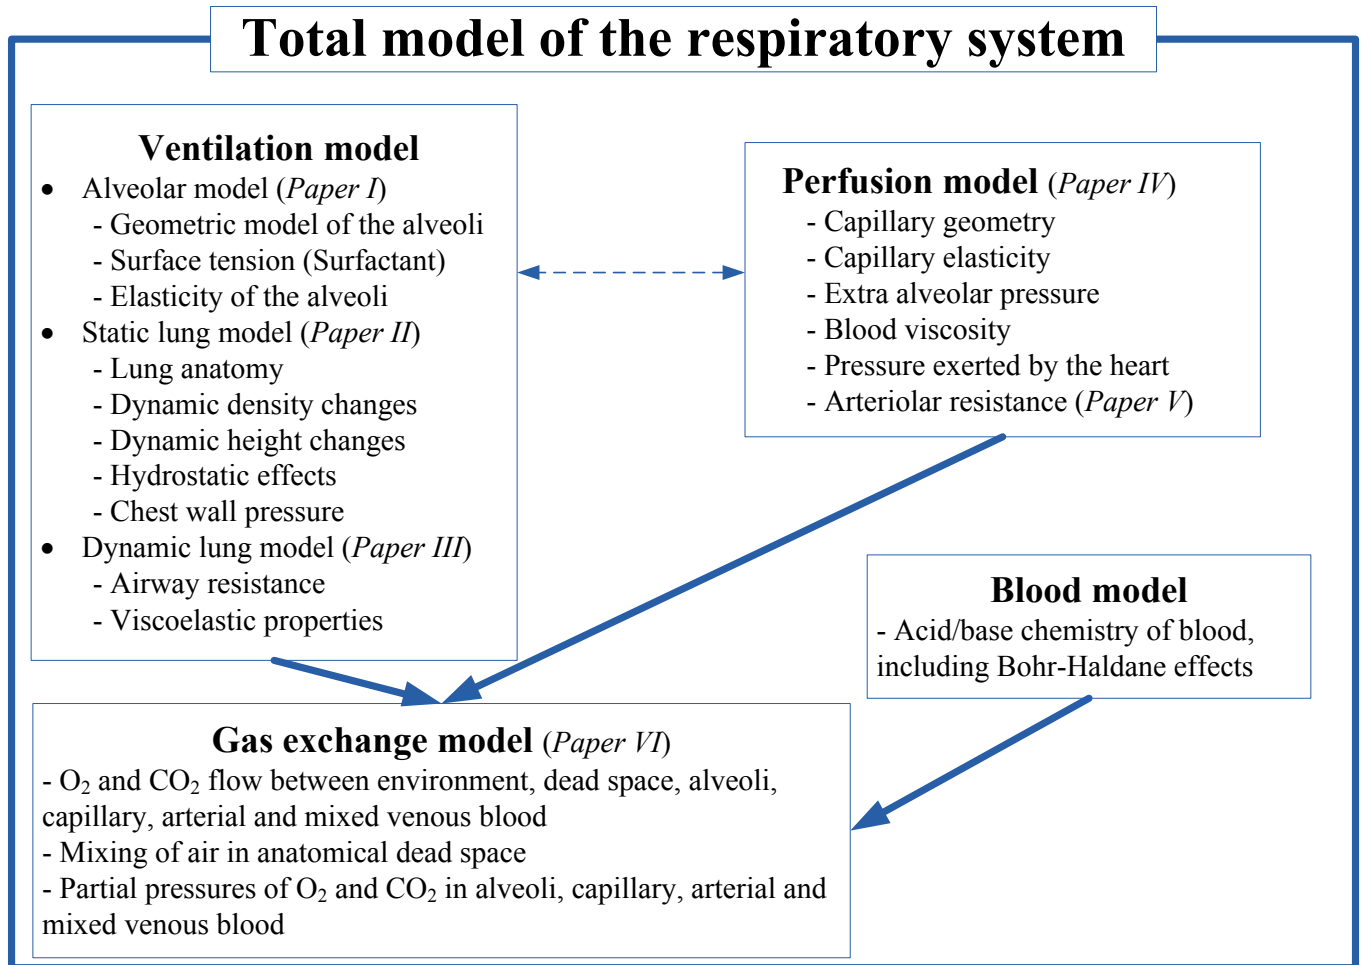 Total model of the respiratory system
Ventilation model
• Alveolar model (Paper I)
- Geometric model of the alveoli
- Surface tension (Surfactant)
- Elasticity of the alveoli
• Static lung model (Paper II)
- Lung anatomy
- Dynamic density changes
- Dynamic height changes
- Hydrostatic effects
- Chest wall pressure
• Dynamic lung model (Paper III)
- Airway resistance
- Viscoelastic properties
Perfusion model (Paper IV)
- Capillary geometry
- Capillary elasticity
- Extra alveolar pressure
- Blood viscosity
- Pressure exerted by the heart
- Arteriolar resistance (Paper V)
Blood model
- Acid/base chemistry of blood,
including Bohr-Haldane effects
Gas exchange model (Paper VI)
- O₂ and CO₂ flow between environment, dead space, alveoli,
capillary, arterial and mixed venous blood
- Mixing of air in anatomical dead space
- Partial pressures of O₂ and CO₂ in alveoli, capillary, arterial and
mixed venous blood